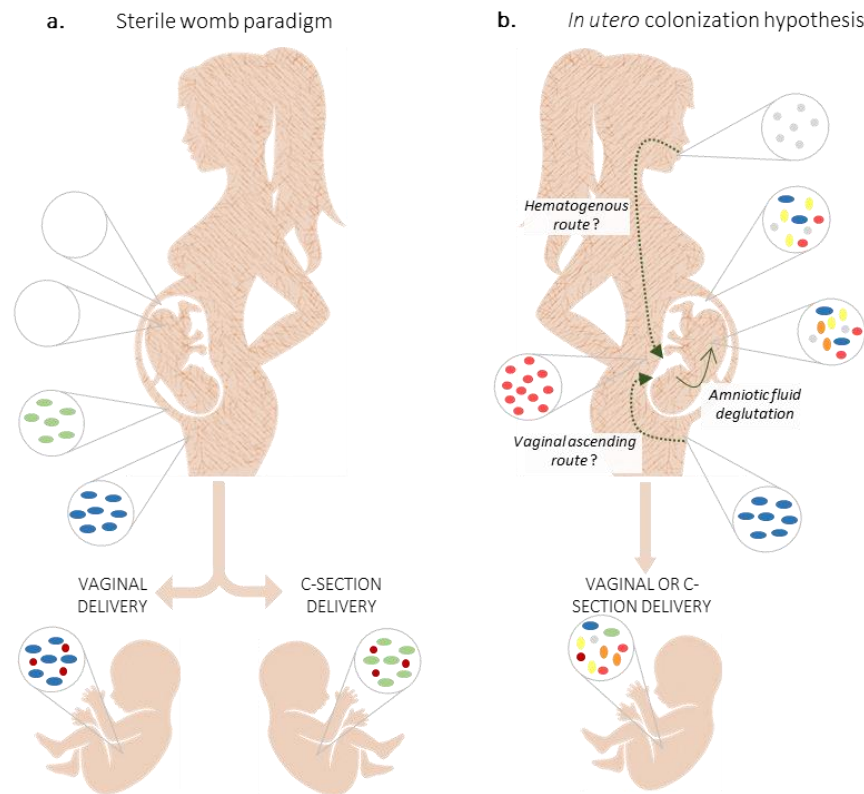 a. Sterile womb paradigm
b. In utero colonization hypothesis
Hematogenous
route ?
Amniotic fluid
deglutation
Vaginal ascending
route ?
VAGINAL
DELIVERY
C-SECTION
DELIVERY
VAGINAL OR C-
SECTION DELIVERY